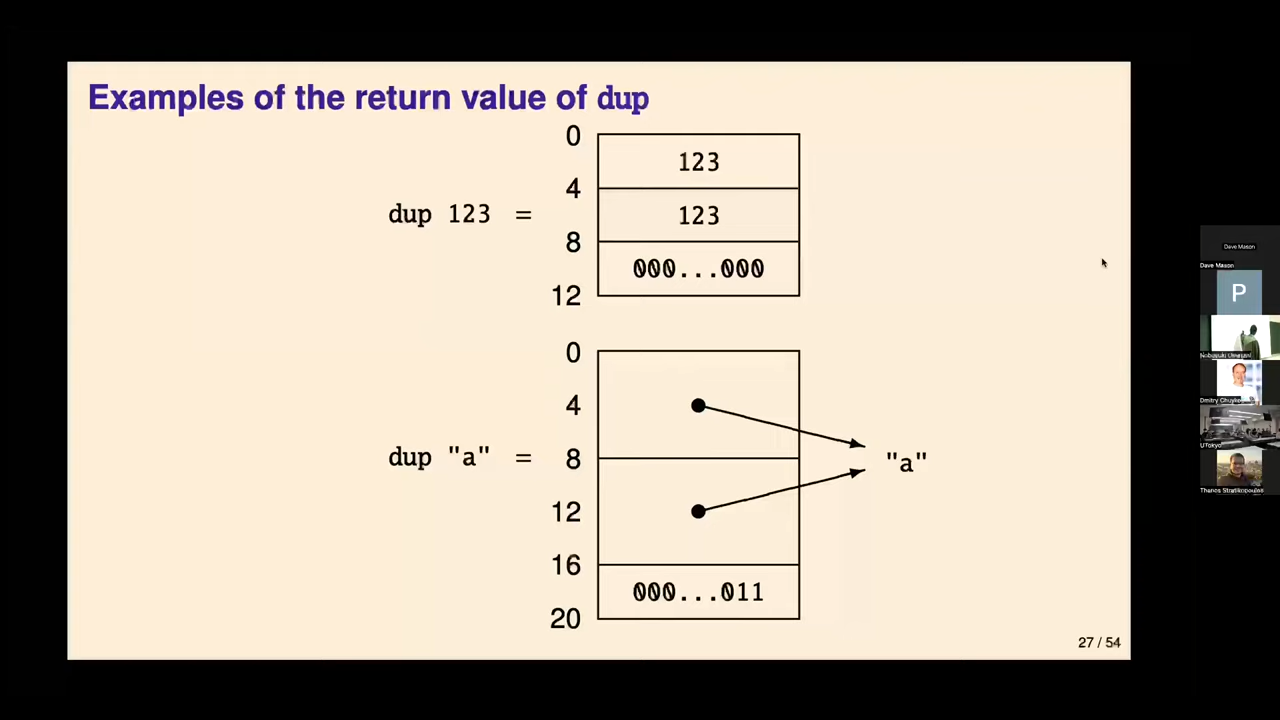 Examples of the return value of dup
0
123
4
dup 123 =
123
8
000...000
12
0
4
dup "a" =
8
"a"
12
16
000...011
20
27 / 54
Dave Mason
Dave Mason
P
UTokyo